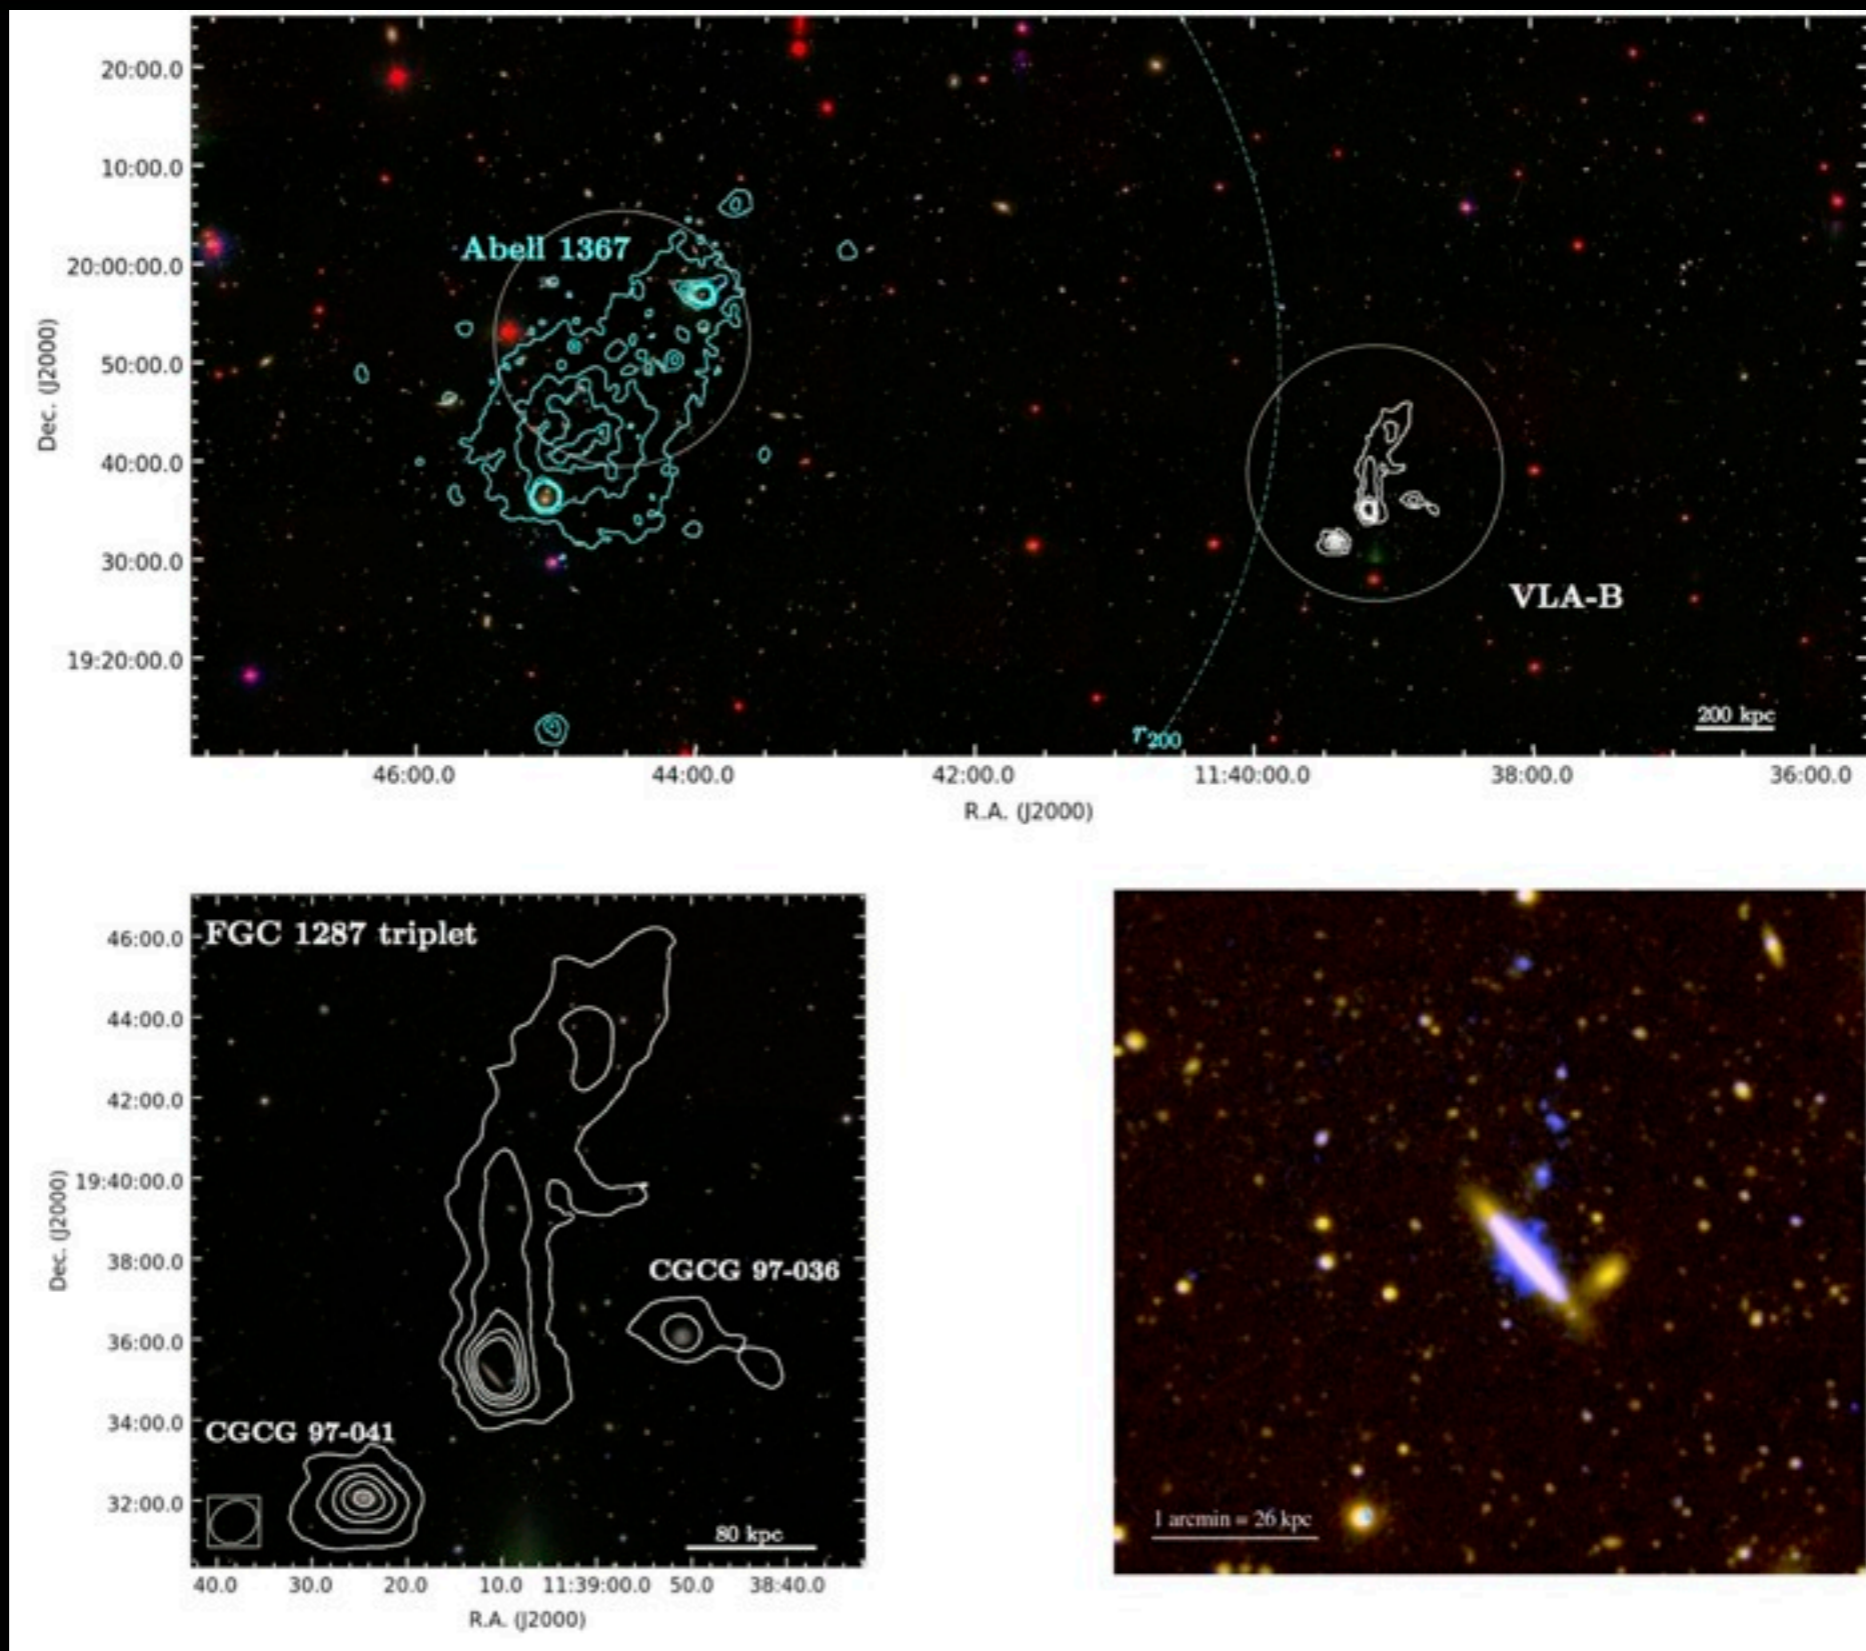 20:00.0
10:00.0
20:00:00.0
50:00.0
40:00.0
30:00.0
19:20:00.0
Dec. (J2000)
Abell 1367
VLA-B
200 kpc
r200
46:00.0 44:00.0 42:00.0 11:40:00.0 38:00.0 36:00.0
R.A. (J2000)
FGC 1287 triplet
46:00.0
44:00.0
42:00.0
19:40:00.0
38:00.0
36:00.0
34:00.0
32:00.0
Dec. (J2000)
CGCG 97-036
CGCG 97-041
80 kpc
40.0 30.0 20.0 10.0 11:39:00.0 50.0 38:40.0
R.A. (J2000)
1 arcmin = 26 kpc